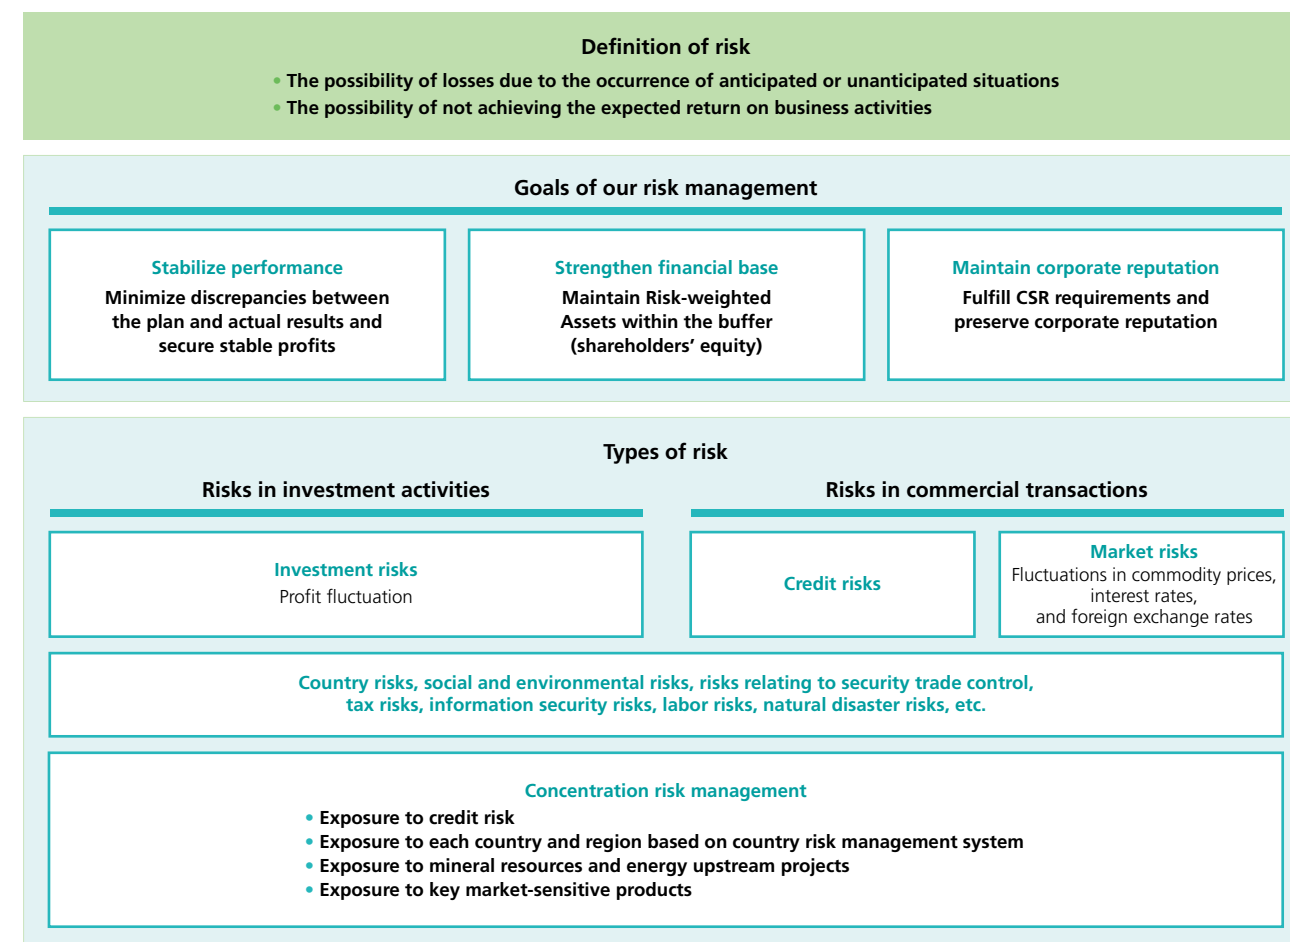 Definition of risk
• The possibility of losses due to the occurrence of anticipated or unanticipated situations
• The possibility of not achieving the expected return on business activities
Goals of our risk management
Stabilize performance
Minimize discrepancies between
the plan and actual results and
secure stable profits
Strengthen financial base
Maintain Risk-weighted
Assets within the buffer
(shareholders’ equity)
Maintain corporate reputation
Fulfill CSR requirements and
preserve corporate reputation
Types of risk
Risks in investment activities
Risks in commercial transactions
Investment risks
Profit fluctuation
Credit risks
Market risks
Fluctuations in commodity prices,
interest rates,
and foreign exchange rates
Country risks, social and environmental risks, risks relating to security trade control,
tax risks, information security risks, labor risks, natural disaster risks, etc.
Concentration risk management
• Exposure to credit risk
• Exposure to each country and region based on country risk management system
• Exposure to mineral resources and energy upstream projects
• Exposure to key market-sensitive products